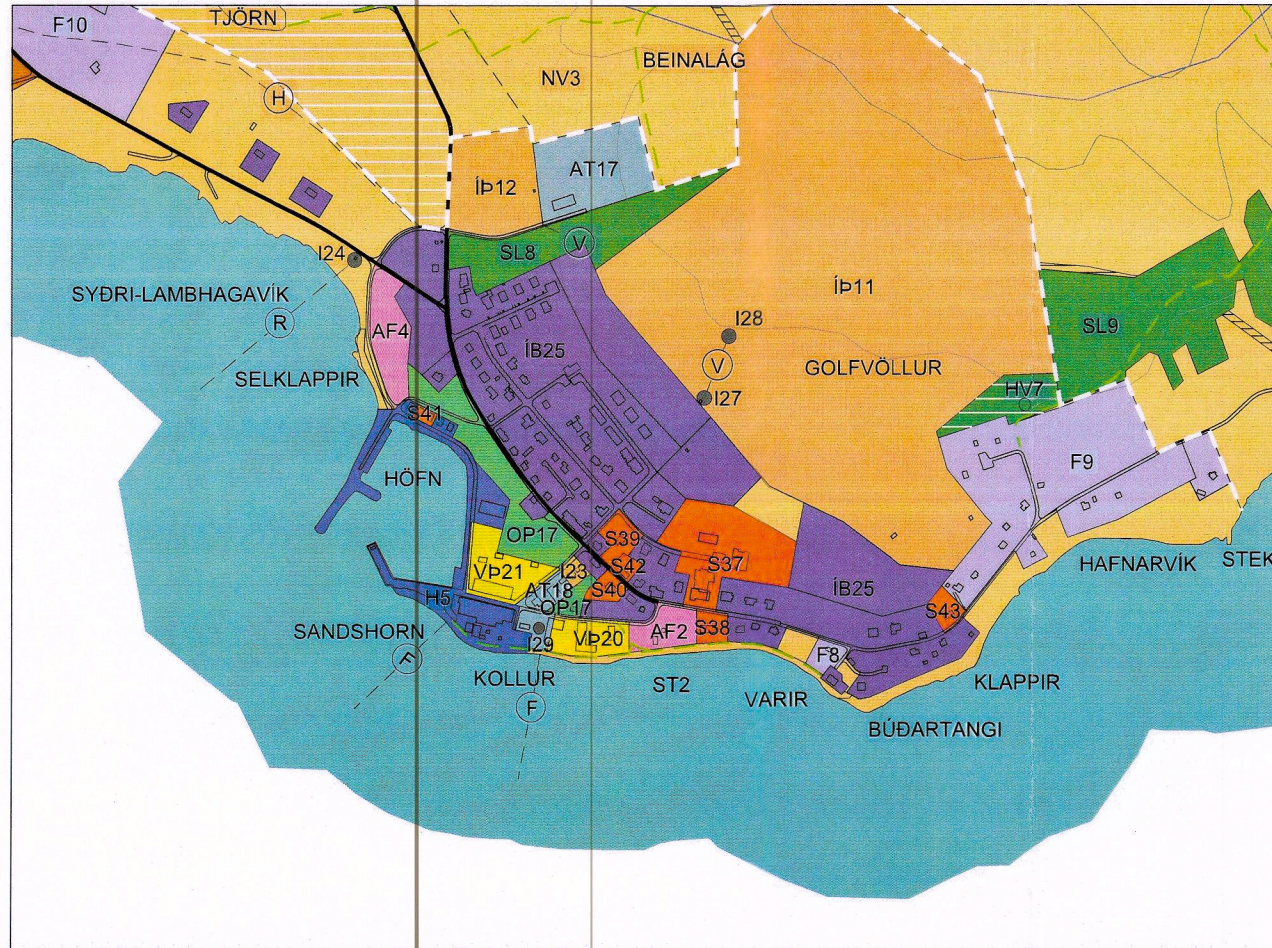 F10
TJÖRN
NV3
BEINALÁG
H
ÍÞ12
AT17
SL8
V
I24
SYÐRI-LAMBHAGAVÍK
R
AF4
SELKLAPPIR
ÍB25
I28
V
I27
ÍÞ11
GOLFVÖLLUR
SL9
HV7
S41
HÖFN
F9
OP17
S39
S42
S37
VÞ21
I23
AT18
S40
OP17
H5
ÍB25
S43
HAFNARVÍK
STEK
SANDSHORN
F
I29
VÞ20
AF2
S38
F8
KOLLUR
F
ST2
VARIR
KLAPPIR
BÚÐARTANGI